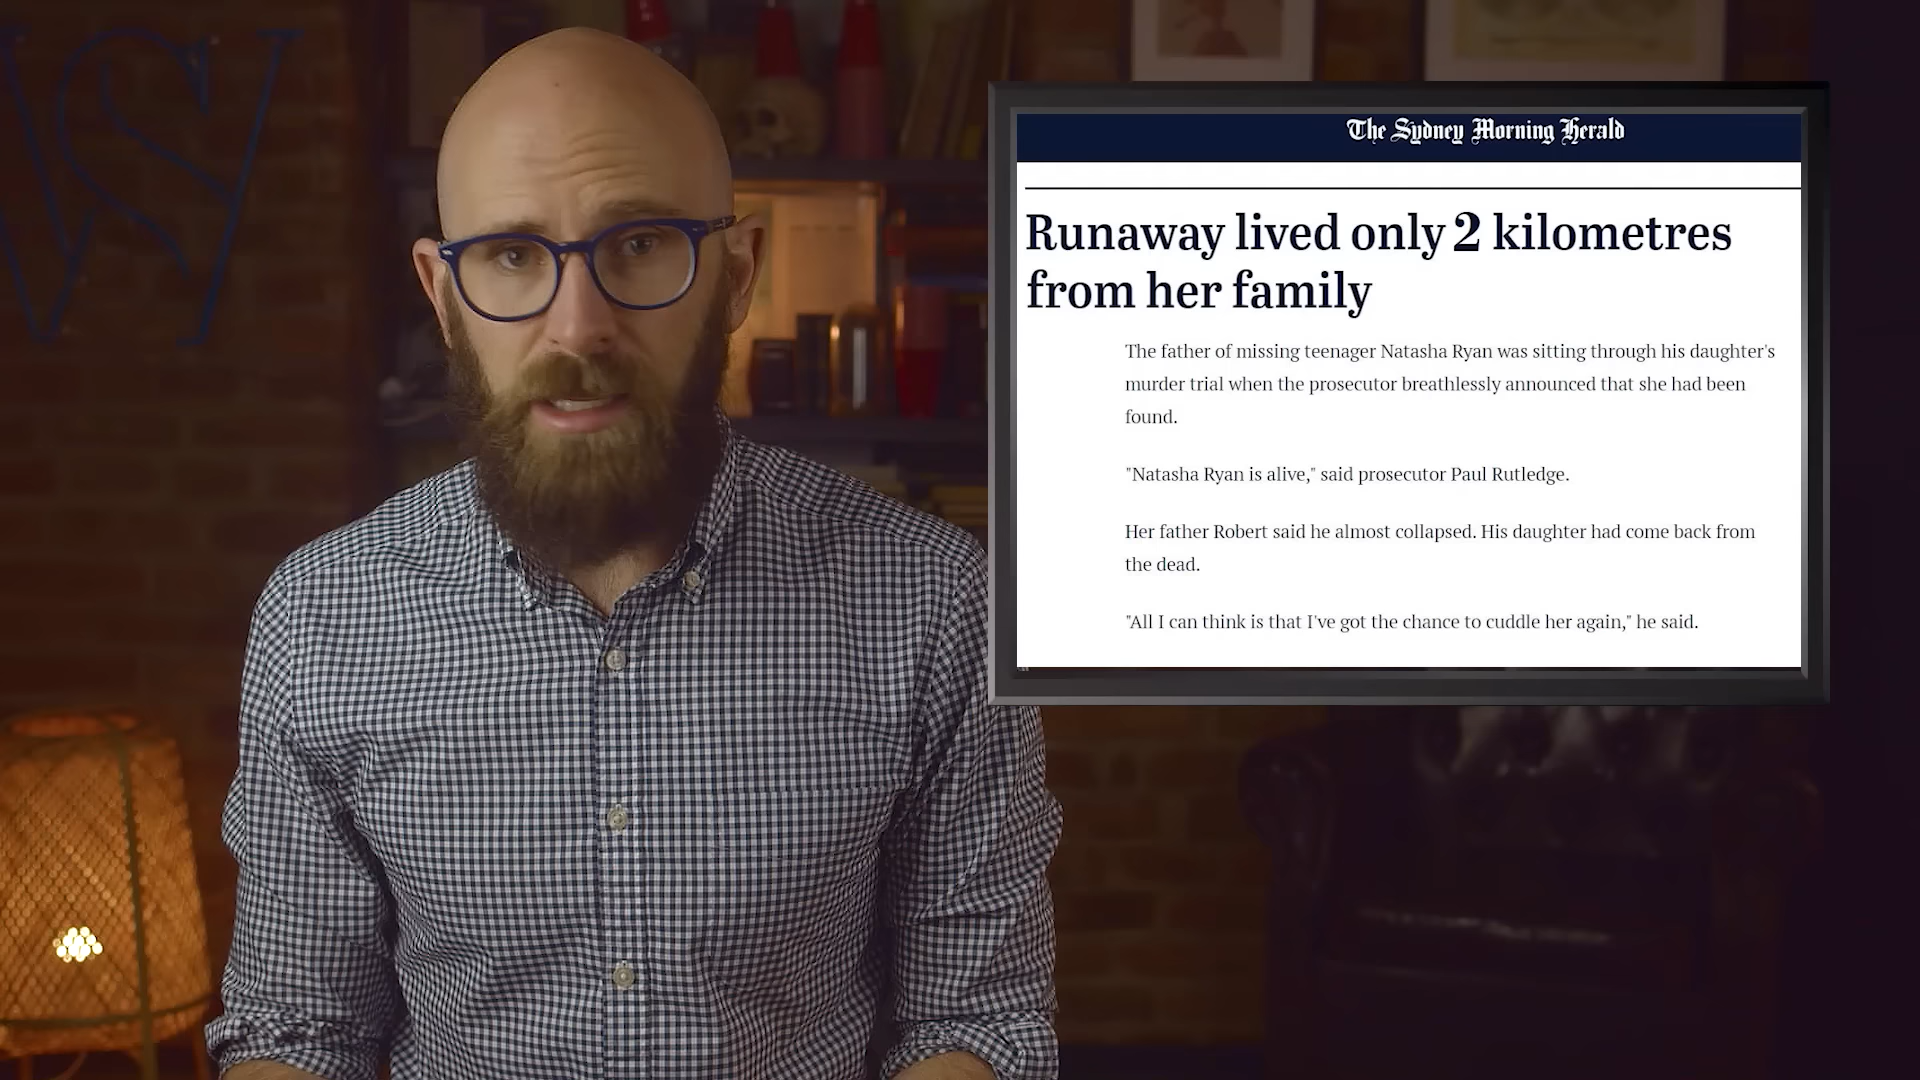 The Sydney Morning Herald
Runaway lived only 2 kilometres
from her family
The father of missing teenager Natasha Ryan was sitting through his daughter's
murder trial when the prosecutor breathlessly announced that she had been
found.
"Natasha Ryan is alive," said prosecutor Paul Rutledge.
Her father Robert said he almost collapsed. His daughter had come back from
the dead.
"All I can think is that I've got the chance to cuddle her again," he said.